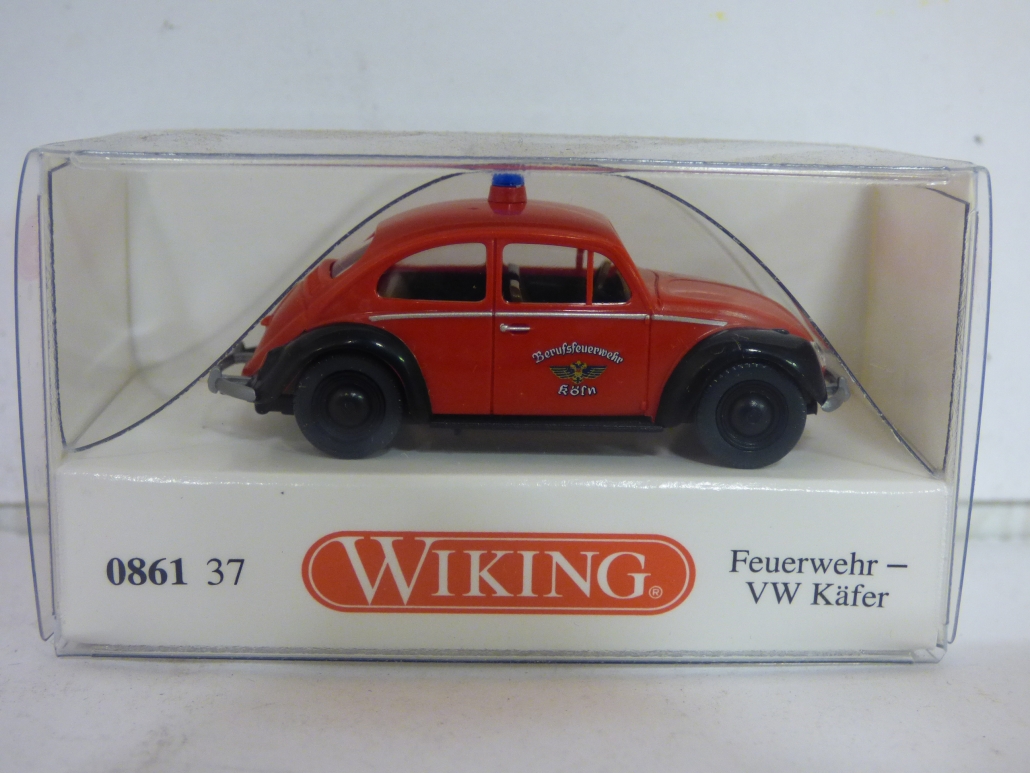 Berufsfeuerwehr
Köln
0861 37
WIKING®
Feuerwehr –
VW Käfer